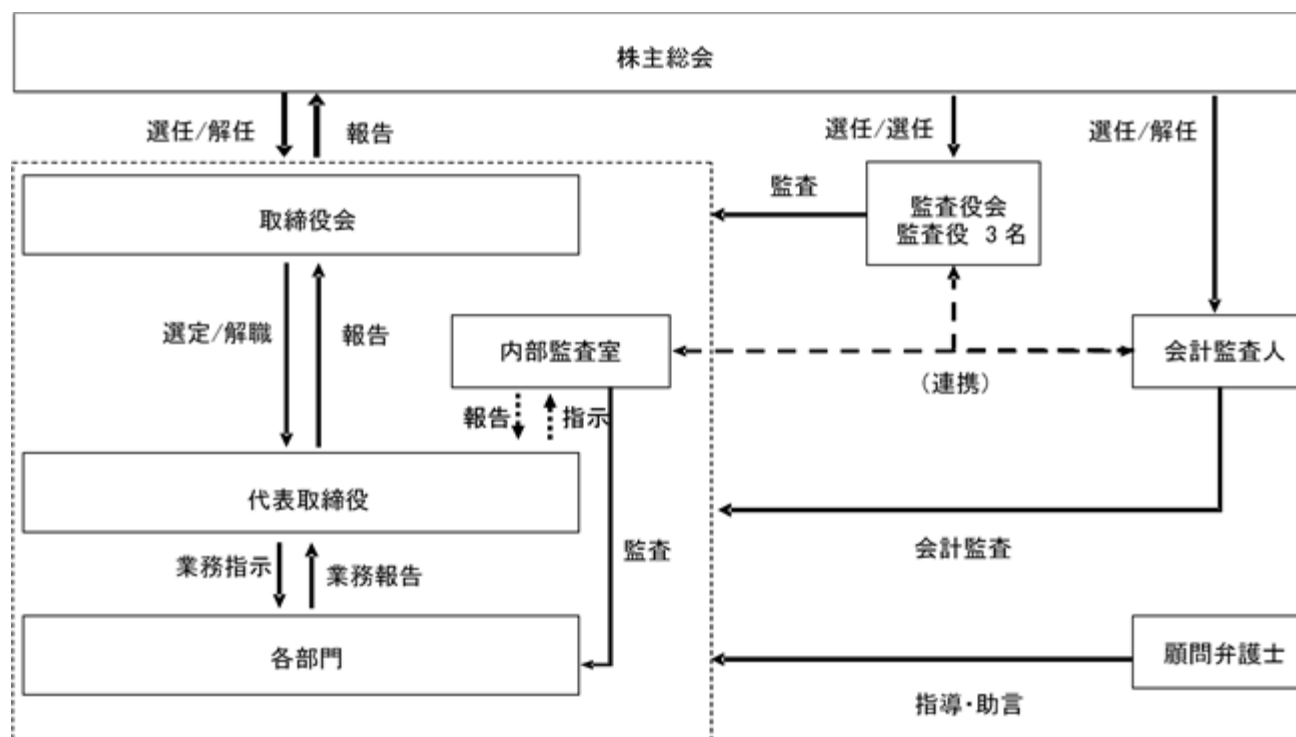 株主総会
選任/解任
報告
選任/選任
選任/解任
取締役会
監査
監査役会
監査役 3名
選定/解職
報告
内部監査室
(連携)
会計監査人
報告
指示
代表取締役
監査
会計監査
業務指示
業務報告
各部門
顧問弁護士
指導・助言